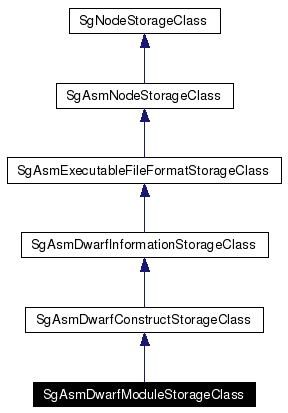 SgNodeStorageClass
SgAsmNodeStorageClass
SgAsmExecutableFileFormatStorageClass
SgAsmDwarfInformationStorageClass
SgAsmDwarfConstructStorageClass
SgAsmDwarfModuleStorageClass